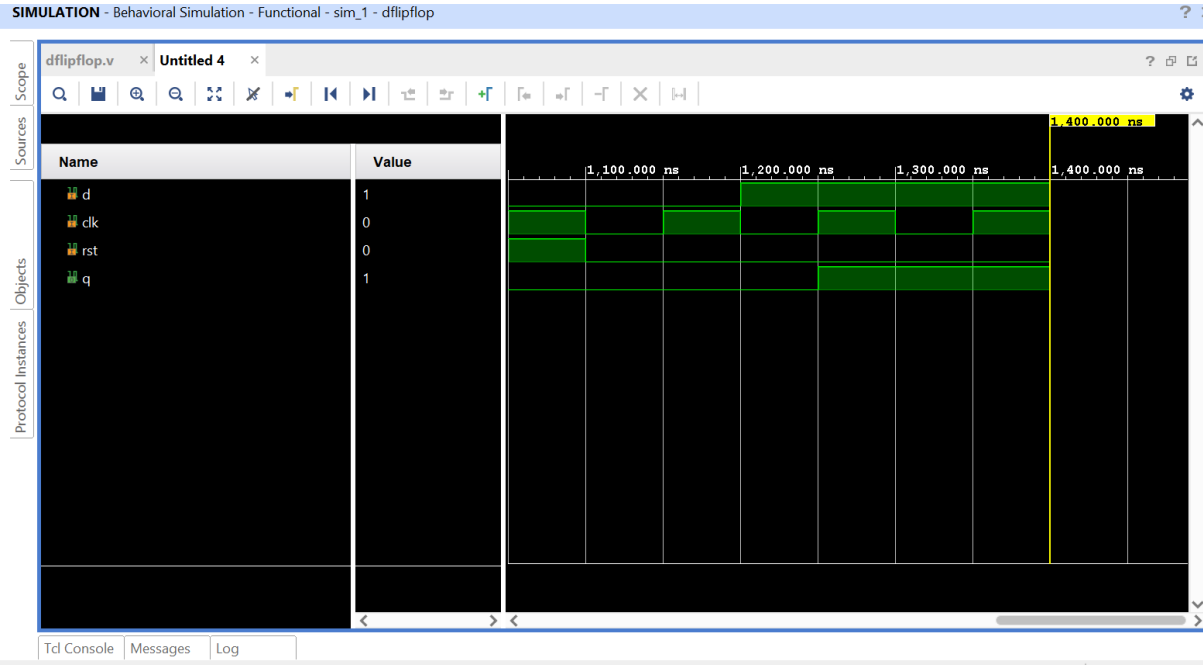 SIMULATION - Behavioral Simulation - Functional - sim_1 - dflipflop ?
dflipflop.v × Untitled 4 × ?
Scope
Sources
Objects
Protocol Instances
1,400.000 ns
Name Value
1,100.000 ns 1,200.000 ns 1,300.000 ns 1,400.000 ns
d 1
clk 0
rst 0
q 1
Tcl Console Messages Log